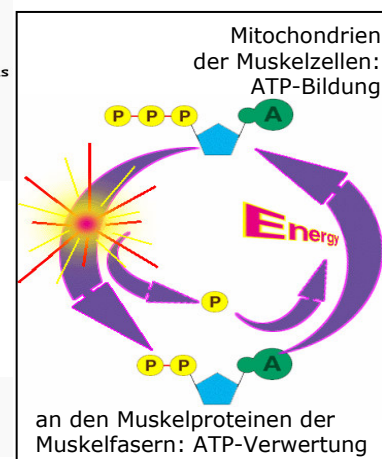 s
Mitochondrien
der Muskelzellen:
ATP-Bildung
P P P A
Energy
P
P P A
an den Muskelproteinen der
Muskelfasern: ATP-Verwertung